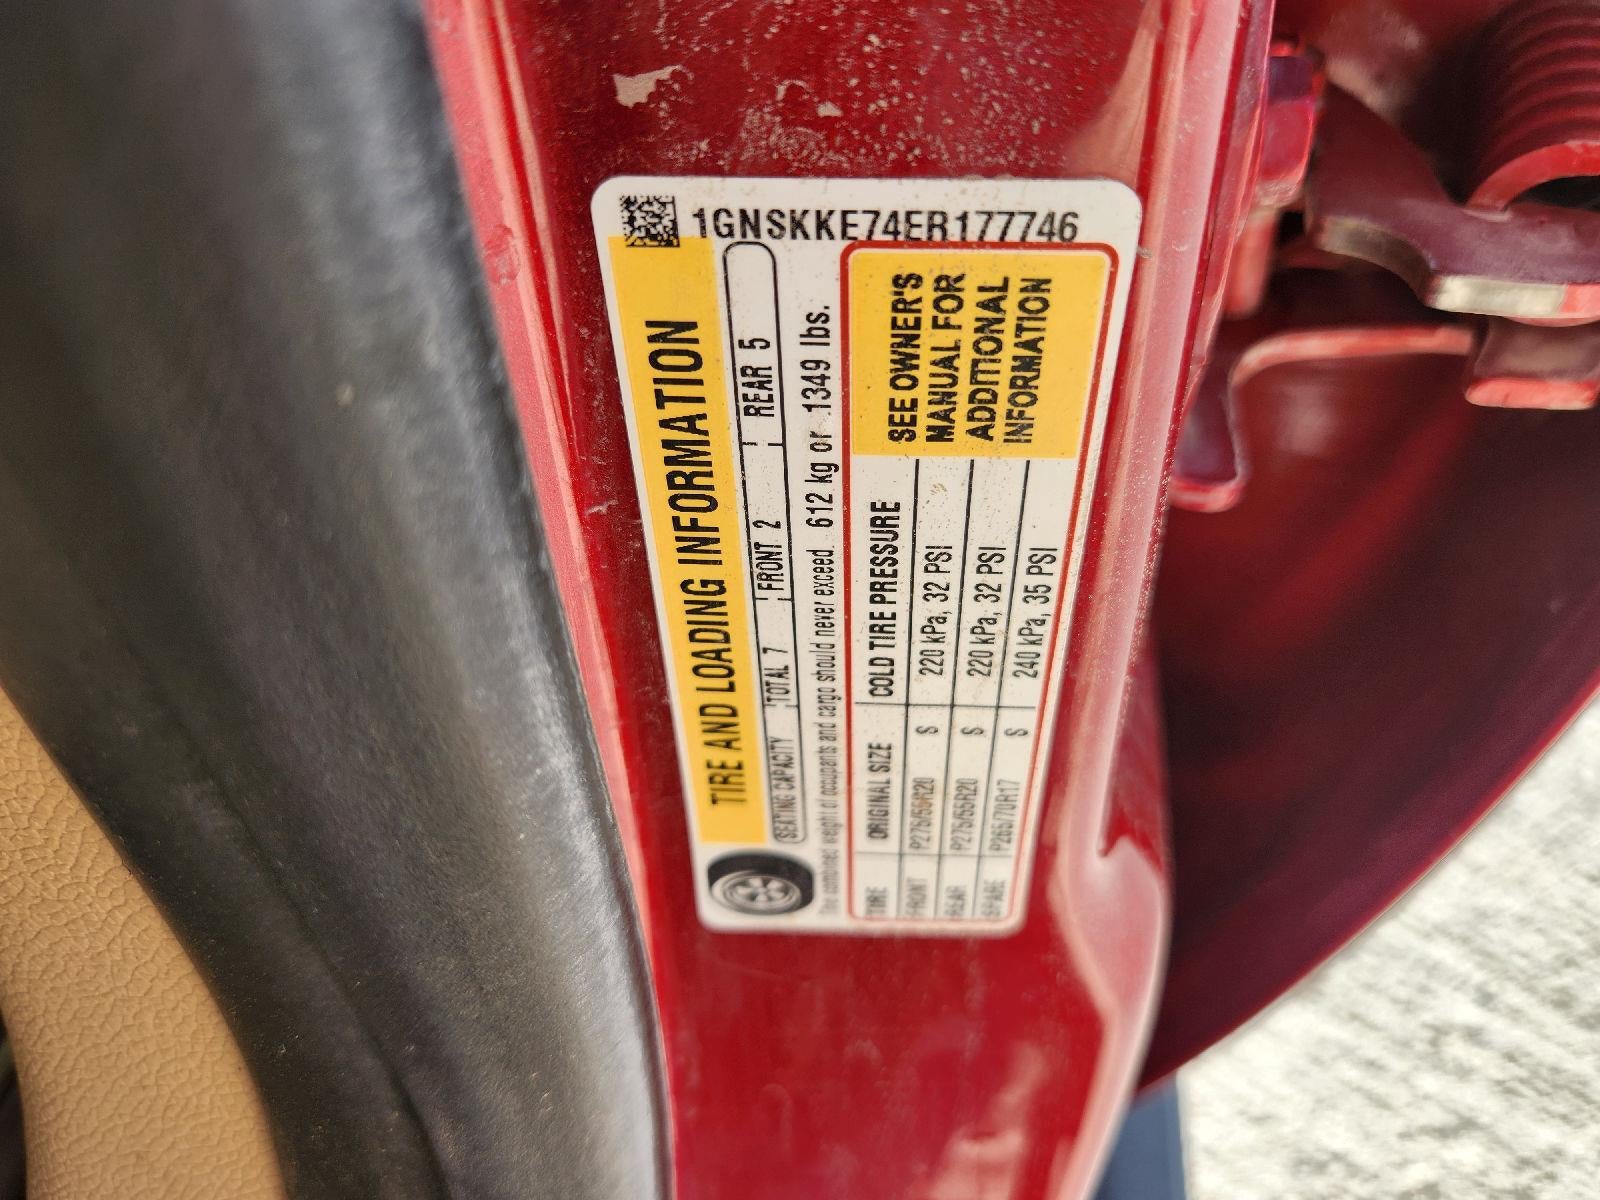 1GNSKKE74ER177746
TIRE AND LOADING INFORMATION
SEATING CAPACITY TOTAL 7 FRONT 2 REAR 5
The combined weight of occupants and cargo should never exceed 612 kg or 1349 lbs.
TIRE ORIGINAL SIZE COLD TIRE PRESSURE
FRONT P275/55R20 S 220 kPa, 32 PSI
REAR P275/55R20 S 220 kPa, 32 PSI
SPARE P265/70R17 S 240 kPa, 35 PSI
SEE OWNER'S
MANUAL FOR
ADDITIONAL
INFORMATION